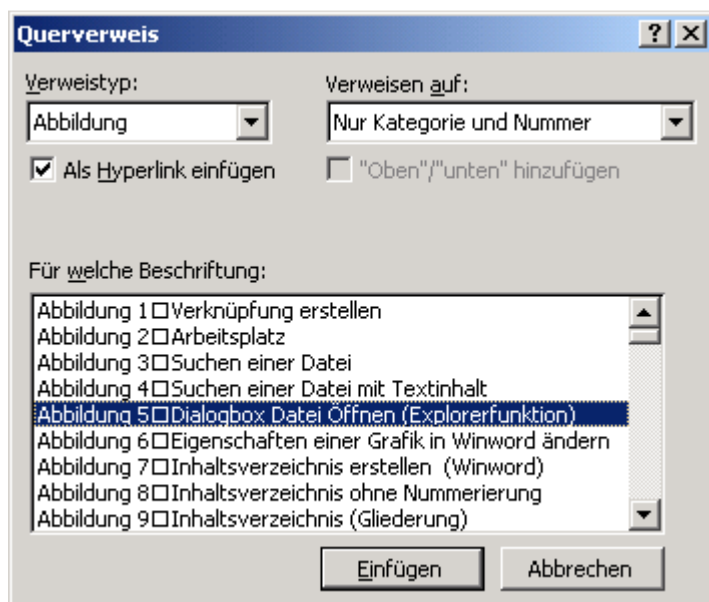 Querverweis
Verweistyp: Verweisen auf:
Abbildung Nur Kategorie und Nummer
Als Hyperlink einfügen "Oben"/"unten" hinzufügen
Für welche Beschriftung:
Abbildung 1□Verknüpfung erstellen
Abbildung 2□Arbeitsplatz
Abbildung 3□Suchen einer Datei
Abbildung 4□Suchen einer Datei mit Textinhalt
Abbildung 5□Dialogbox Datei Öffnen (Explorerfunktion)
Abbildung 6□Eigenschaften einer Grafik in Winword ändern
Abbildung 7□Inhaltsverzeichnis erstellen (Winword)
Abbildung 8□Inhaltsverzeichnis ohne Nummerierung
Abbildung 9□Inhaltsverzeichnis (Gliederung)
Einfügen Abbrechen